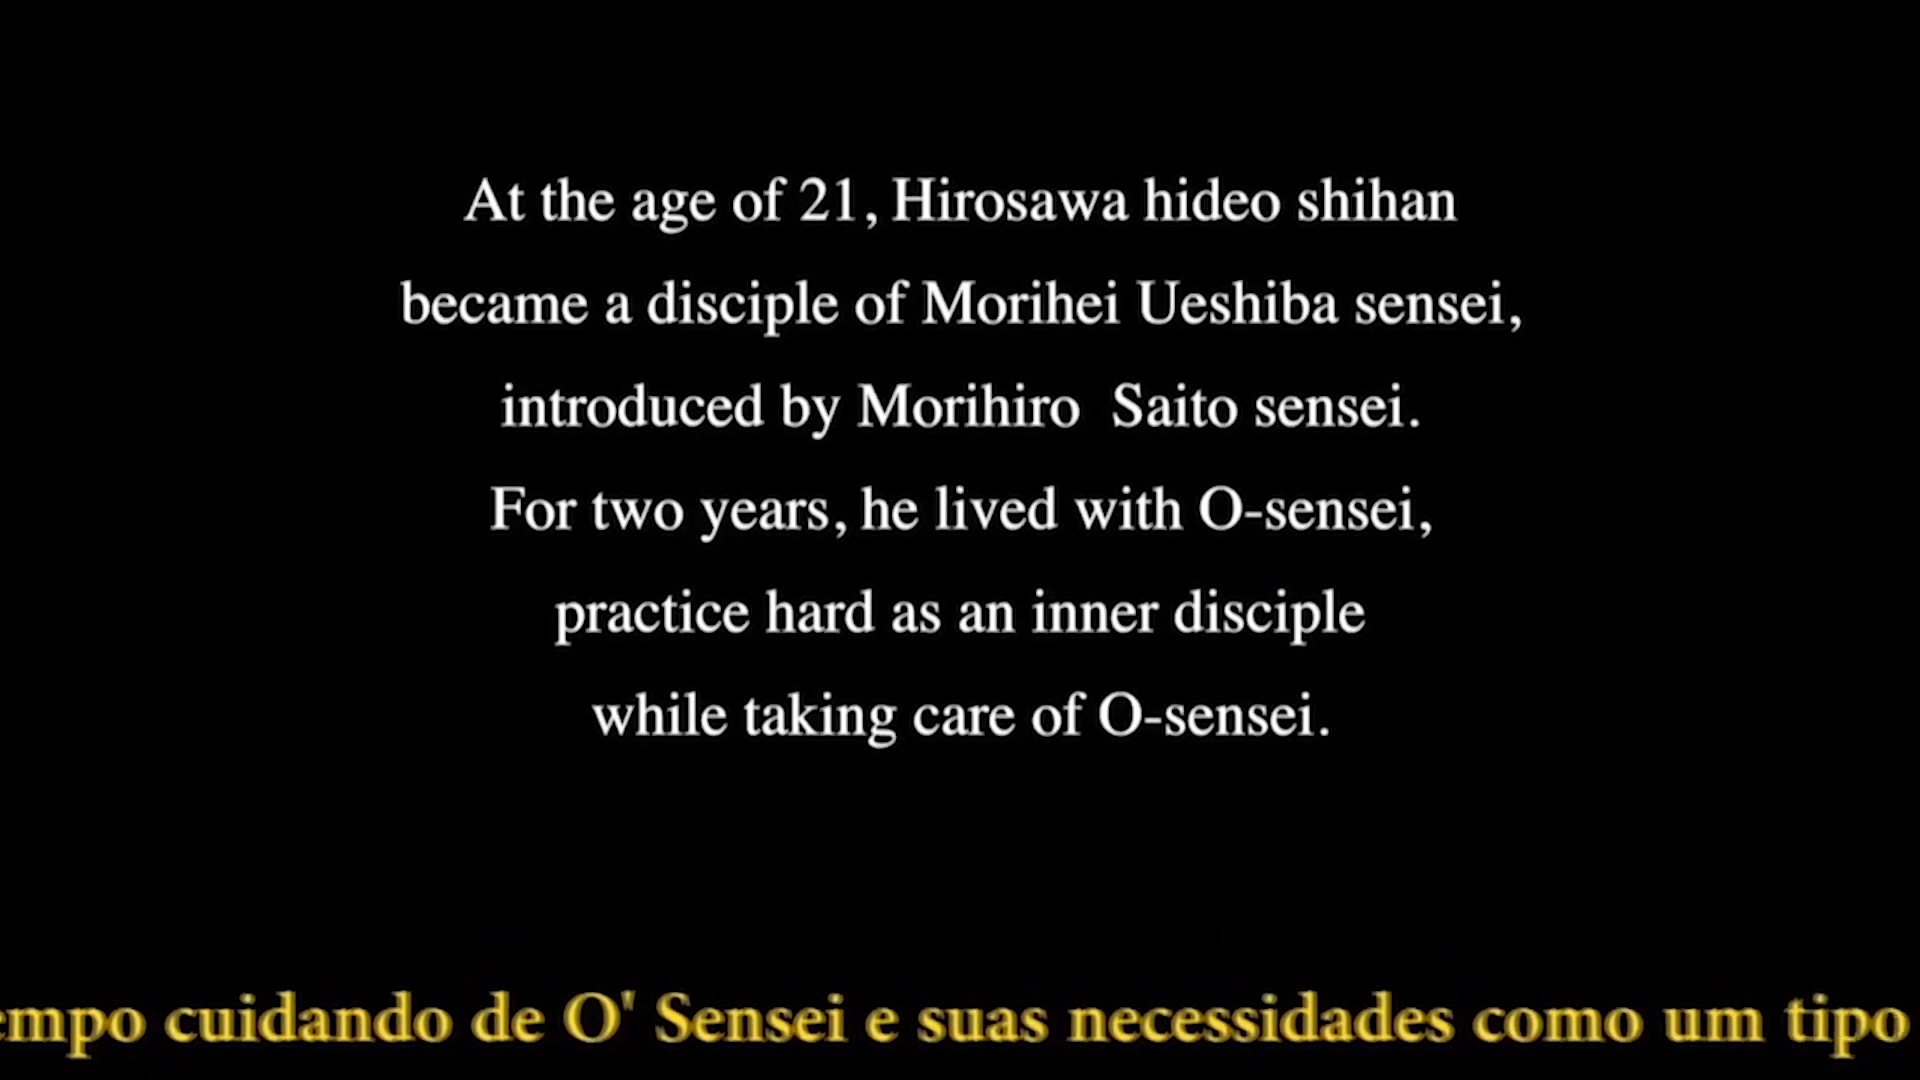 At the age of 21, Hirosawa hideo shihan
became a disciple of Morihei Ueshiba sensei,
introduced by Morihiro  Saito sensei.
For two years, he lived with O-sensei,
practice hard as an inner disciple
while taking care of O-sensei.
empo cuidando de O' Sensei e suas necessidades como um tipo